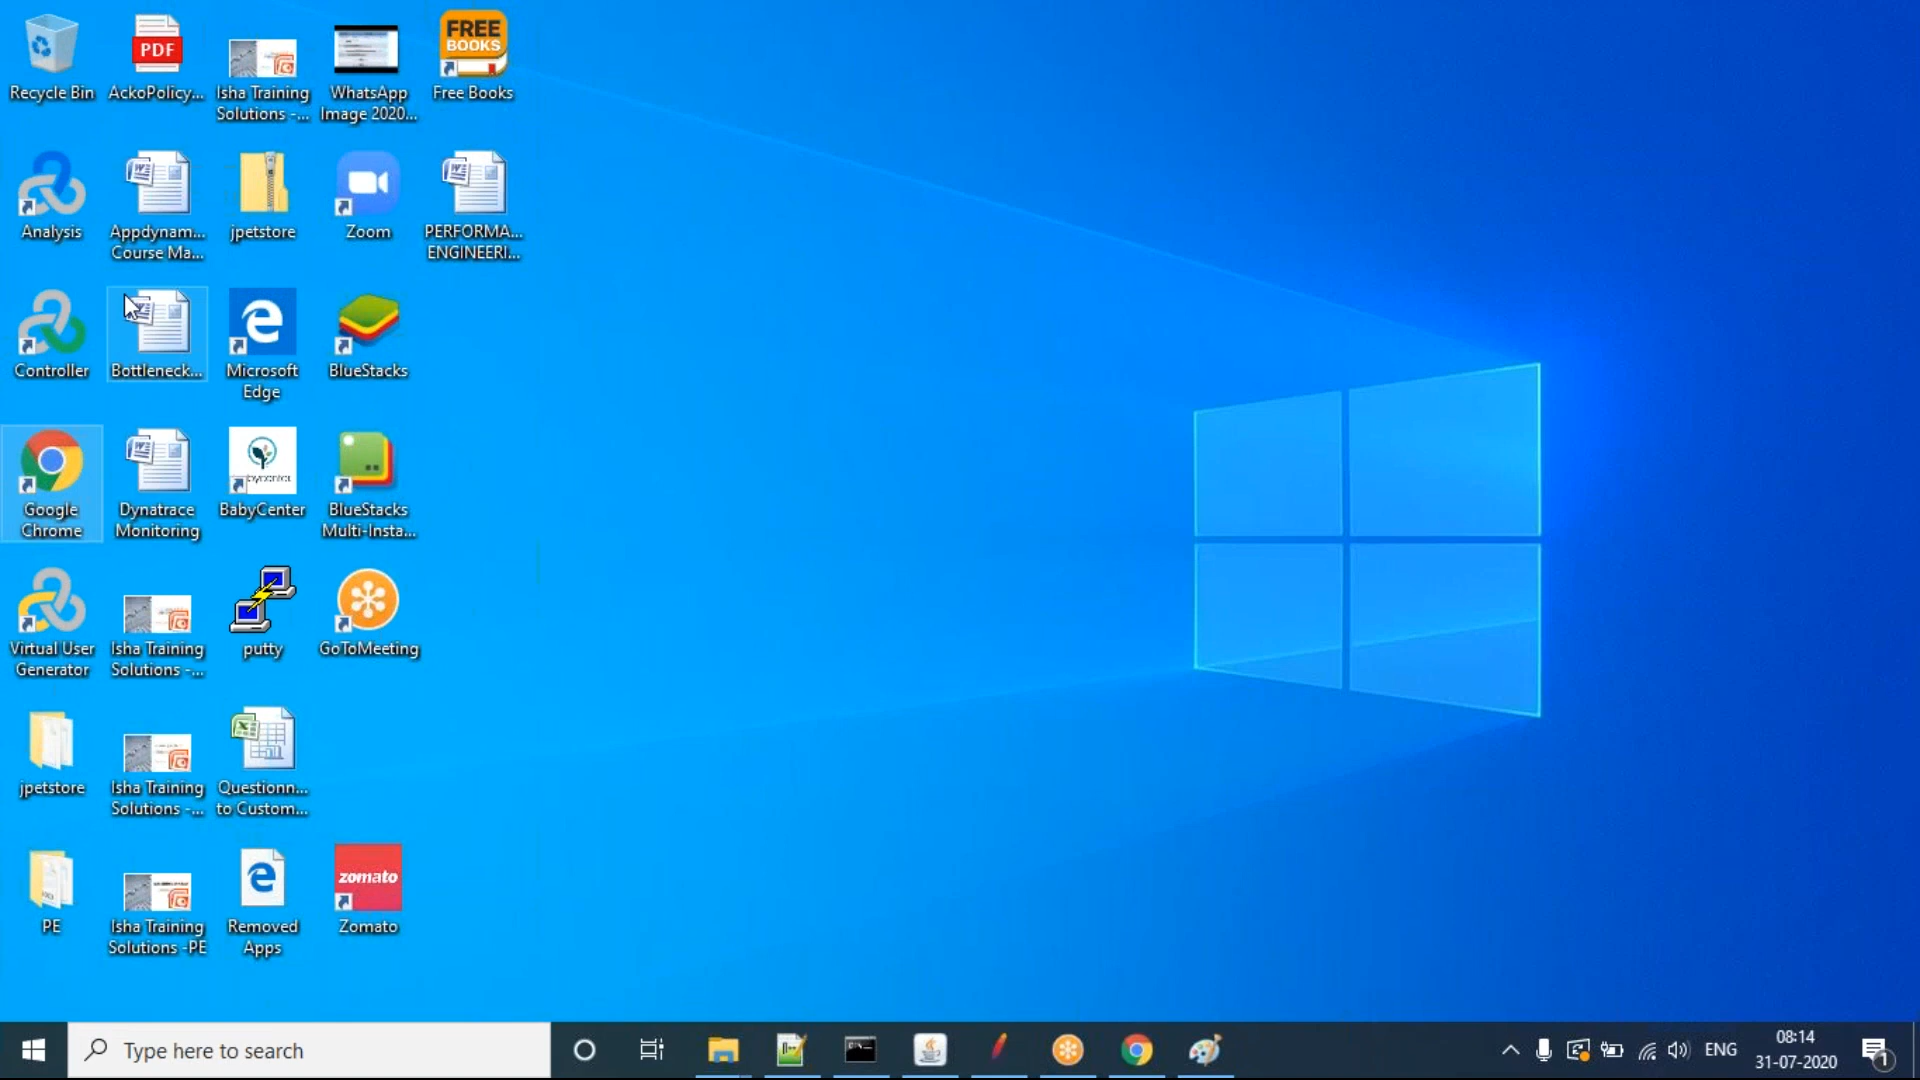 Recycle Bin
PDF
AckoPolicy...
Isha Training
Solutions -...
WhatsApp
Image 2020...
FREE
BOOKS
Free Books
Analysis
Appdynam...
Course Ma...
jpetstore
Zoom
PERFORMA...
ENGINEERI...
Controller
Bottleneck...
Microsoft
Edge
BlueStacks
Google
Chrome
Dynatrace
Monitoring
BabyCenter
BlueStacks
Multi-Insta...
Virtual User
Generator
Isha Training
Solutions -...
putty
GoToMeeting
jpetstore
Isha Training
Solutions -...
Questionn...
to Custom...
PE
Isha Training
Solutions -PE
Removed
Apps
zomato
Zomato
Type here to search
ENG
08:14
31-07-2020
1